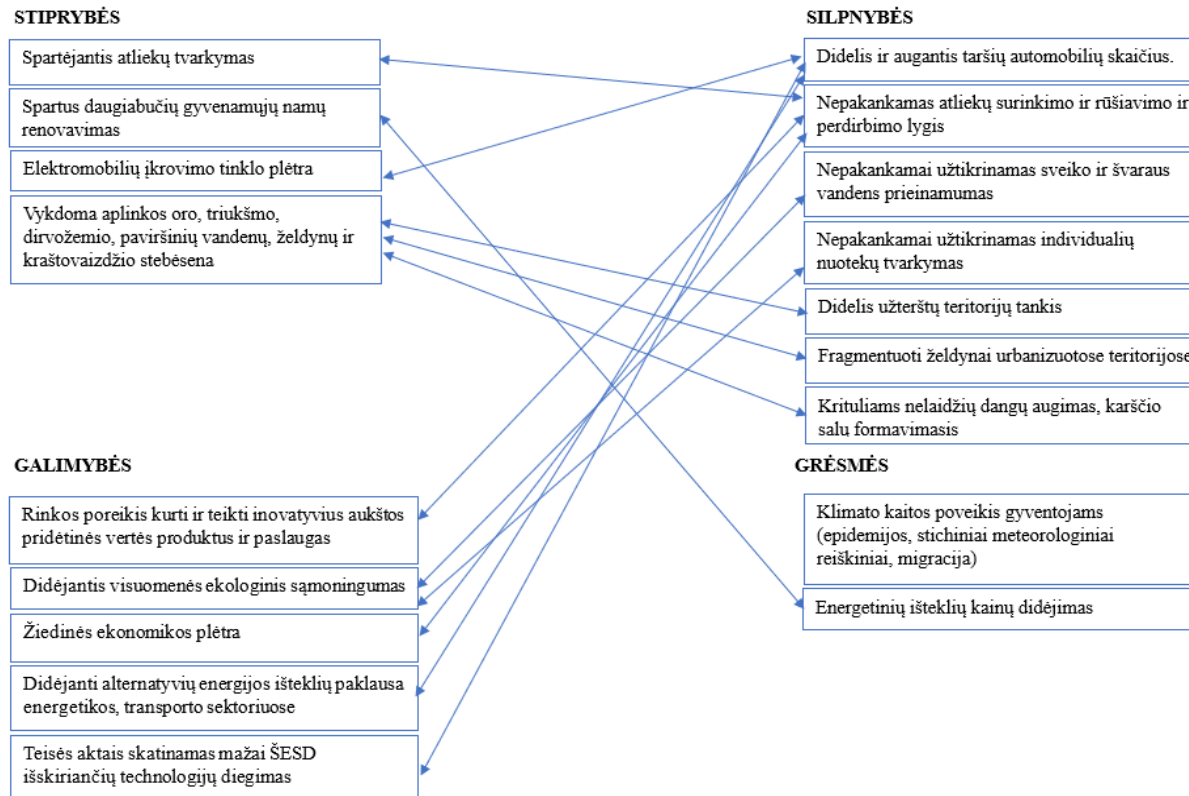 STIPRYBĖS
Spartėjantis atliekų tvarkymas
Spartus daugiabučių gyvenamųjų namų
renovavimas
Elektromobilių įkrovimo tinklo plėtra
Vykdoma aplinkos oro, triukšmo,
dirvožemio, paviršinių vandenų, želdynų ir
kraštovaizdžio stebėsena
SILPNYBĖS
Didelis ir augantis taršių automobilių skaičius.
Nepakankamas atliekų surinkimo ir rūšiavimo ir
perdirbimo lygis
Nepakankamai užtikrinamas sveiko ir švaraus
vandens prieinamumas
Nepakankamai užtikrinamas individualių
nuotekų tvarkymas
Didelis užterštų teritorijų tankis
Fragmentuoti želdynai urbanizuotose teritorijose
Krituliams nelaidžių dangų augimas, karščio
salų formavimasis
GALIMYBĖS
Rinkos poreikis kurti ir teikti inovatyvius aukštos
pridėtinės vertės produktus ir paslaugas
Didėjantis visuomenės ekologinis sąmoningumas
Žiedinės ekonomikos plėtra
Didėjanti alternatyvių energijos išteklių paklausa
energetikos, transporto sektoriuose
Teisės aktais skatinamas mažai ŠESD
išskiriančių technologijų diegimas
GRĖSMĖS
Klimato kaitos poveikis gyventojams
(epidemijos, stichiniai meteorologiniai
reiškiniai, migracija)
Energetinių išteklių kainų didėjimas